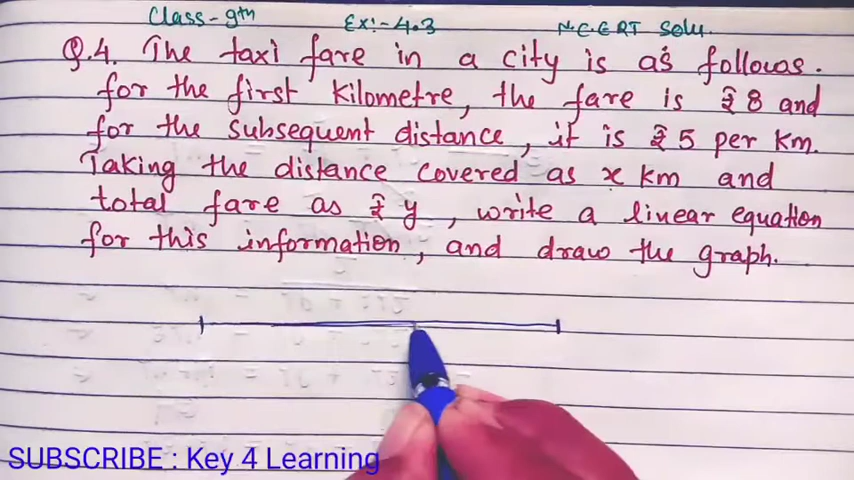 Class-9th Ex:-4.3 N.C.E.RT Solu.
Q.4. The taxi fare in a city is as follows.
for the first Kilometre, the fare is ₹8 and
for the subsequent distance, it is ₹5 per Km.
Taking the distance covered as x km and
total fare as ₹y, write a linear equation
for this information, and draw the graph.
SUBSCRIBE : Key 4 Learning